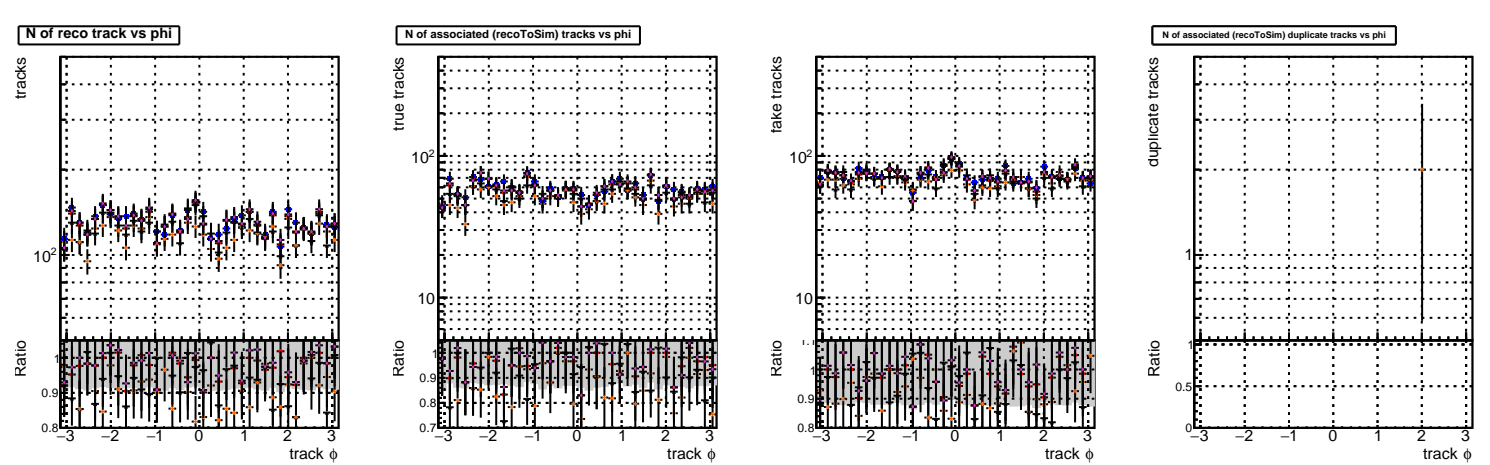 N of reco track vs phi
tracks
10²
Ratio
1
0.9
0.8
−3 −2 −1 0 1 2 3
track ϕ
N of associated (recoToSim) tracks vs phi
true tracks
10²
10
Ratio
1
0.9
0.8
0.7
−3 −2 −1 0 1 2 3
track ϕ
fake tracks
10²
10
Ratio
1
0.9
0.8
−3 −2 −1 0 1 2 3
track ϕ
N of associated (recoToSim) duplicate tracks vs phi
duplicate tracks
1
Ratio
1
0.5
0
−3 −2 −1 0 1 2 3
track ϕ